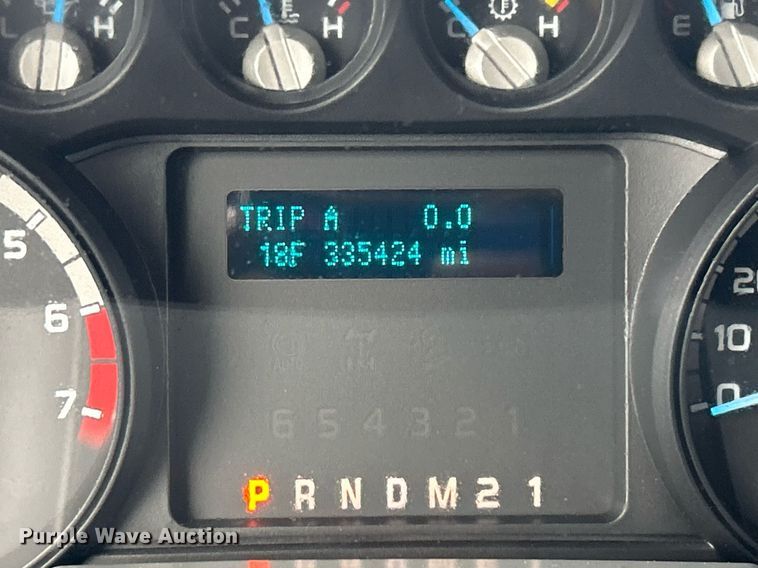 L H C H C H E
TRIP A 0.0
18F 335424 mi
5
6
7
20
10
0
6 5 4 3 2 1
P R N D M 2 1
Purple Wave Auction